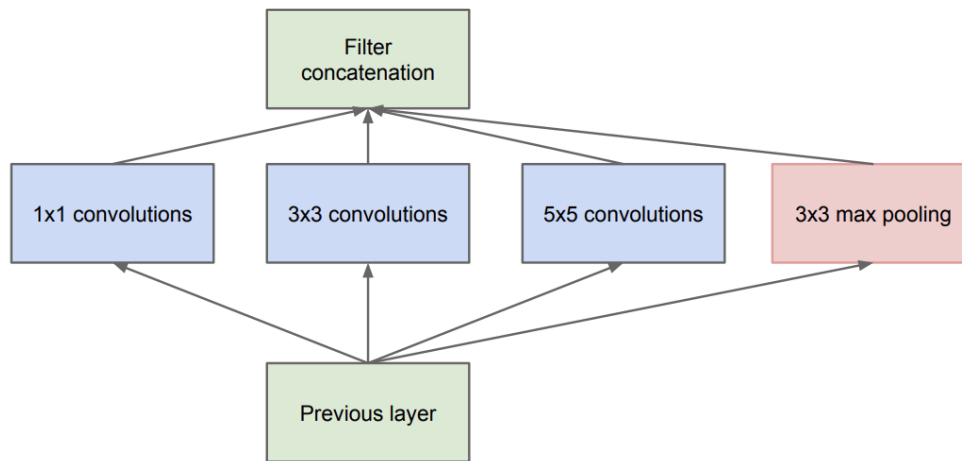 Filter
concatenation
1x1 convolutions
3x3 convolutions
5x5 convolutions
3x3 max pooling
Previous layer